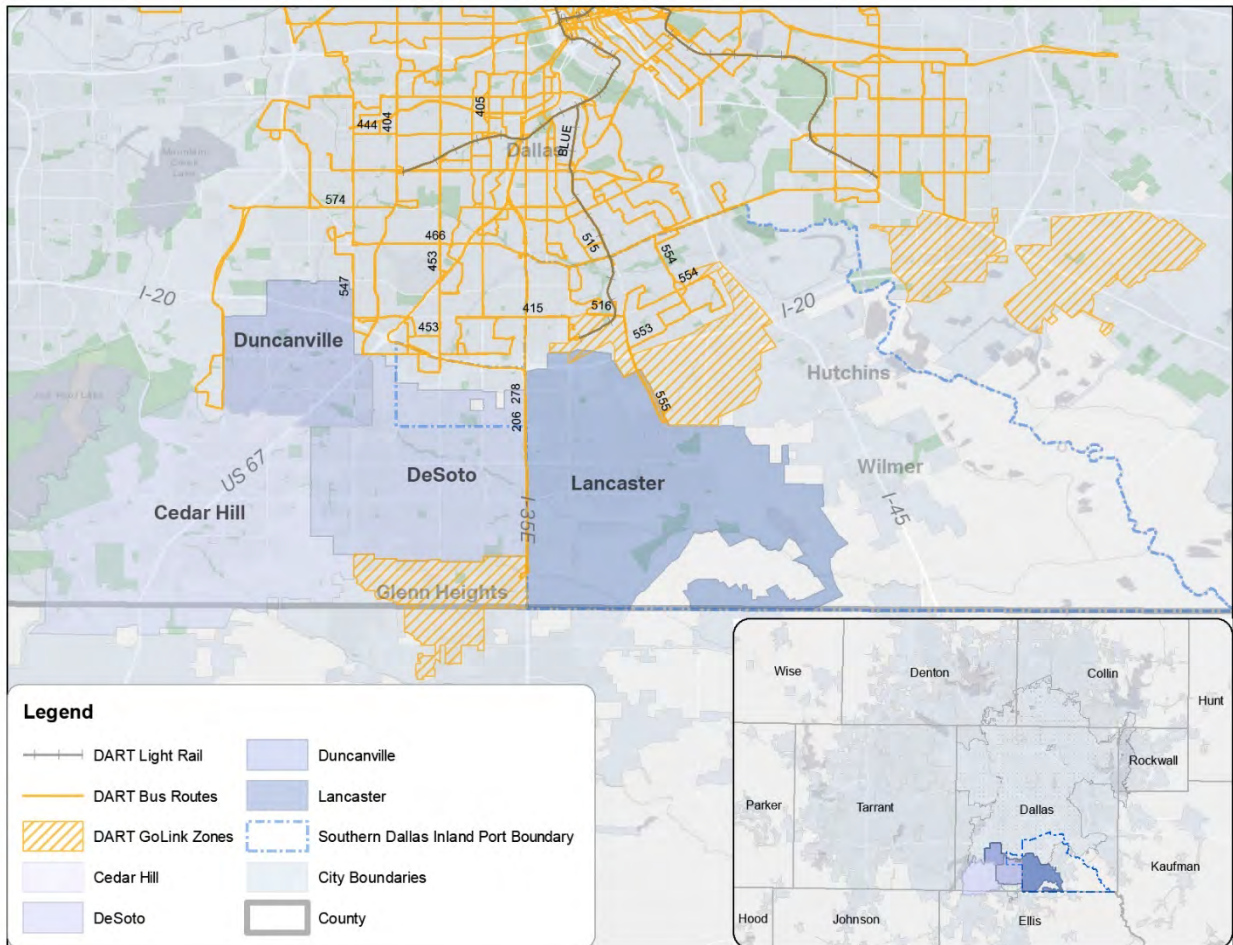 405
404
444
BLUE
Dallas
Mountain
Creek
Lake
574
466
453
515
554
554
547
I-20
415
516
I-20
453
553
Duncanville
Hutchins
278
555
206
US 67
DeSoto
Lancaster
Wilmer
I-45
I-35E
Cedar Hill
Glenn Heights
Legend
DART Light Rail
DART Bus Routes
DART GoLink Zones
Cedar Hill
DeSoto
Duncanville
Lancaster
Southern Dallas Inland Port Boundary
City Boundaries
County
Wise
Denton
Collin
Hunt
Rockwall
Parker
Tarrant
Dallas
Kaufman
Hood
Johnson
Ellis